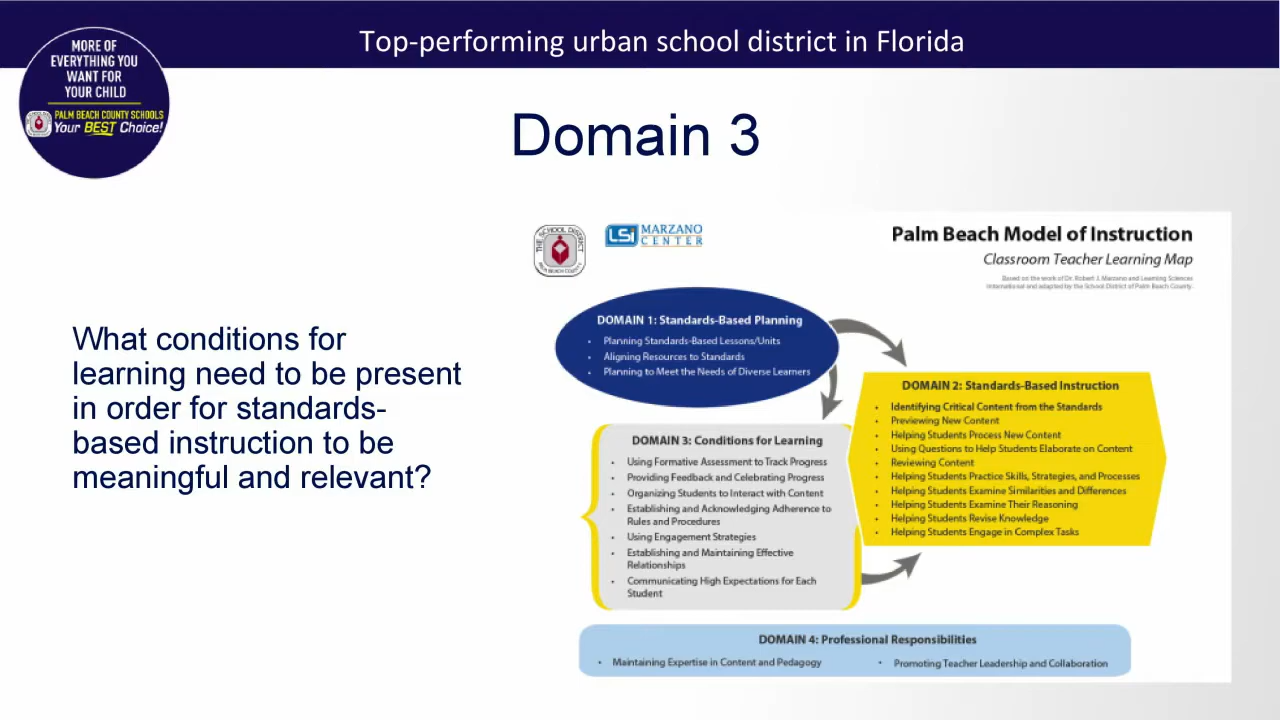 Top-performing urban school district in Florida
MORE OF
EVERYTHING YOU
WANT FOR
YOUR CHILD
PALM BEACH COUNTY SCHOOLS
Your BEST Choice!
Domain 3
What conditions for
learning need to be present
in order for standards-
based instruction to be
meaningful and relevant?
THE SCHOOL DISTRICT
PALM BEACH COUNTY
LSi MARZANO
CENTER
Palm Beach Model of Instruction
Classroom Teacher Learning Map
Based on the work of Dr. Robert J. Marzano and Learning Sciences
International and adapted by the School District of Palm Beach County.
DOMAIN 1: Standards-Based Planning
• Planning Standards-Based Lessons/Units
• Aligning Resources to Standards
• Planning to Meet the Needs of Diverse Learners
DOMAIN 2: Standards-Based Instruction
• Identifying Critical Content from the Standards
• Previewing New Content
• Helping Students Process New Content
• Using Questions to Help Students Elaborate on Content
• Reviewing Content
• Helping Students Practice Skills, Strategies, and Processes
• Helping Students Examine Similarities and Differences
• Helping Students Examine Their Reasoning
• Helping Students Revise Knowledge
• Helping Students Engage in Complex Tasks
DOMAIN 3: Conditions for Learning
• Using Formative Assessment to Track Progress
• Providing Feedback and Celebrating Progress
• Organizing Students to Interact with Content
• Establishing and Acknowledging Adherence to
Rules and Procedures
• Using Engagement Strategies
• Establishing and Maintaining Effective
Relationships
• Communicating High Expectations for Each
Student
DOMAIN 4: Professional Responsibilities
• Maintaining Expertise in Content and Pedagogy
• Promoting Teacher Leadership and Collaboration